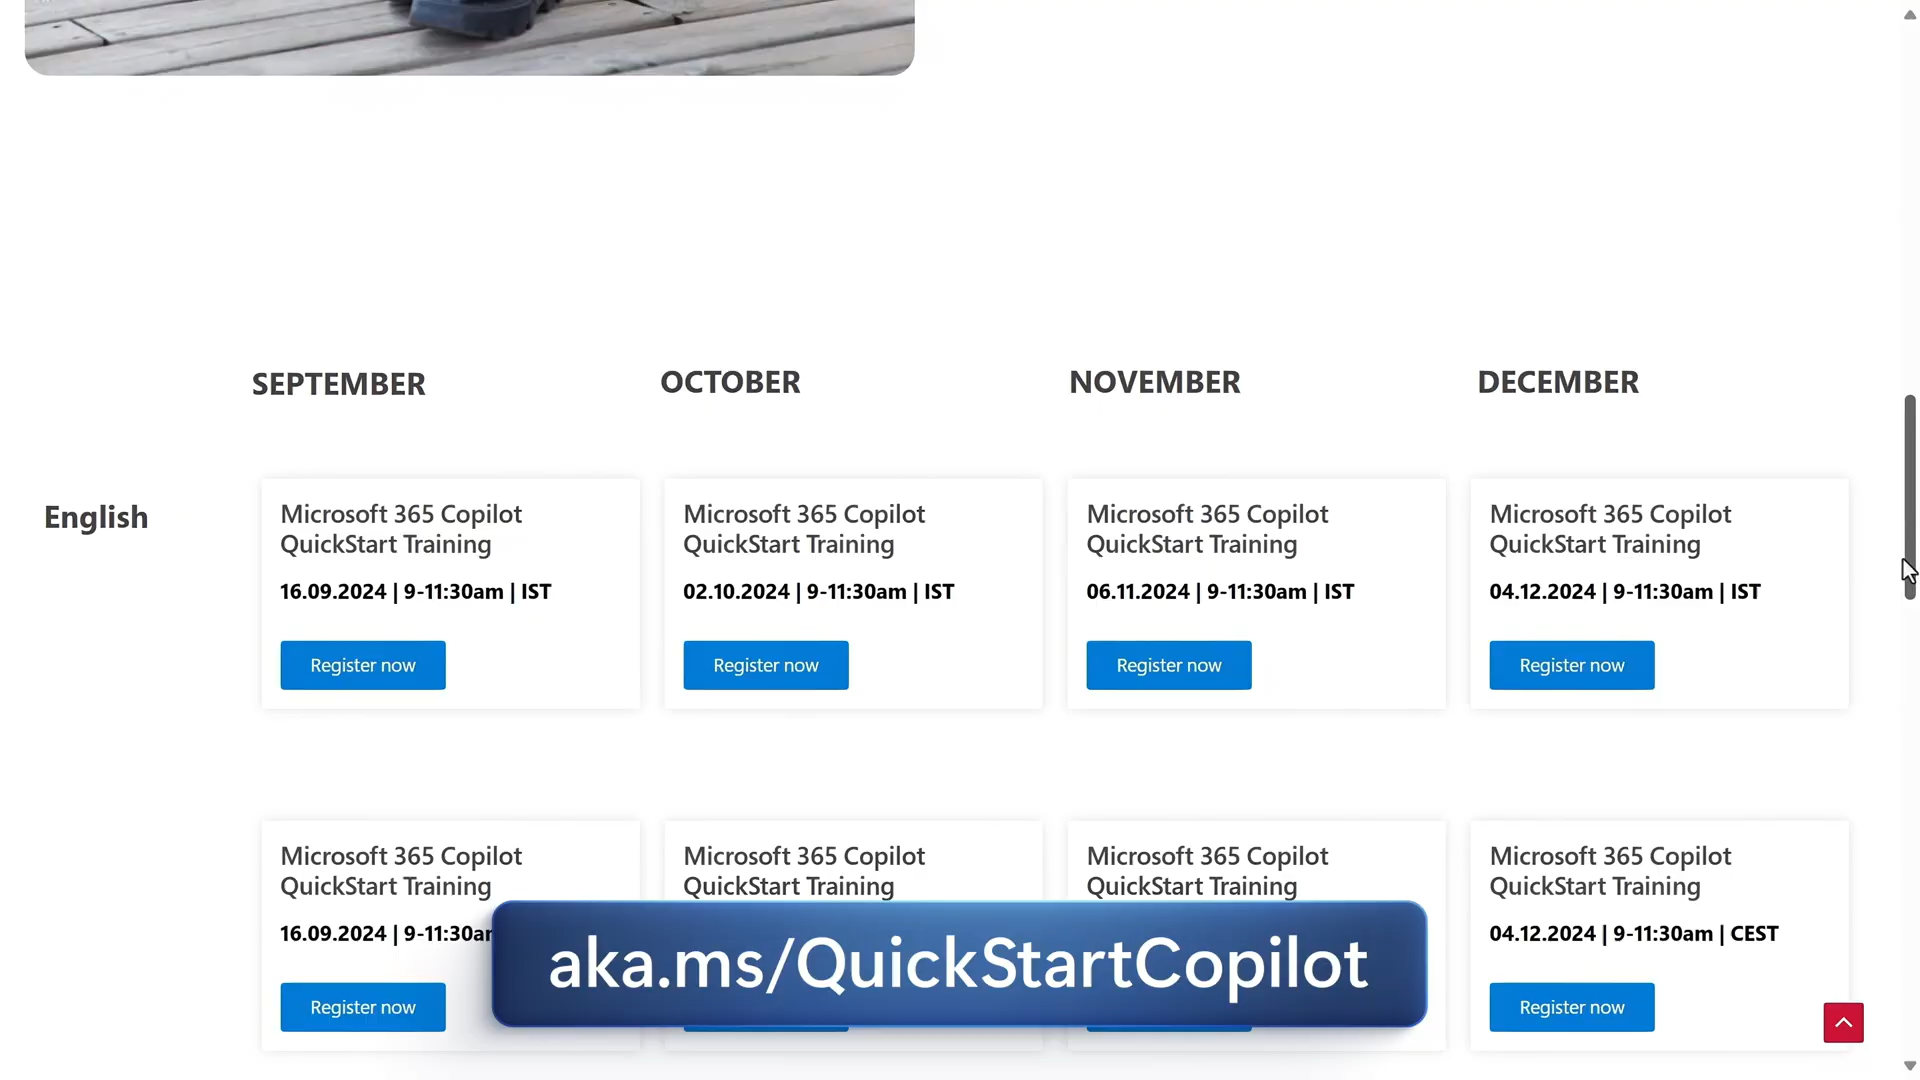 SEPTEMBER
OCTOBER
NOVEMBER
DECEMBER
English
Microsoft 365 Copilot
QuickStart Training
16.09.2024 | 9-11:30am | IST
Register now
Microsoft 365 Copilot
QuickStart Training
02.10.2024 | 9-11:30am | IST
Register now
Microsoft 365 Copilot
QuickStart Training
06.11.2024 | 9-11:30am | IST
Register now
Microsoft 365 Copilot
QuickStart Training
04.12.2024 | 9-11:30am | IST
Register now
Microsoft 365 Copilot
QuickStart Training
16.09.2024 |
Register now
Microsoft 365 Copilot
QuickStart Training
Microsoft 365 Copilot
QuickStart Training
Microsoft 365 Copilot
QuickStart Training
04.12.2024 | 9-11:30am | CEST
Register now
aka.ms/QuickStartCopilot